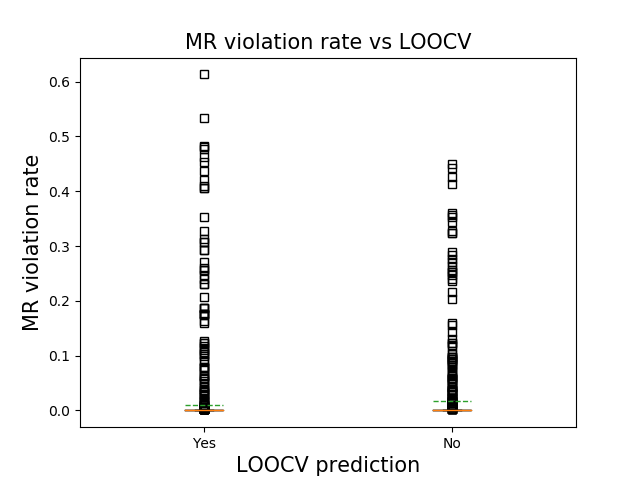 MR violation rate vs LOOCV
0.6
0.5
0.4
0.3
0.2
0.1
0.0
MR violation rate
Yes
No
LOOCV prediction